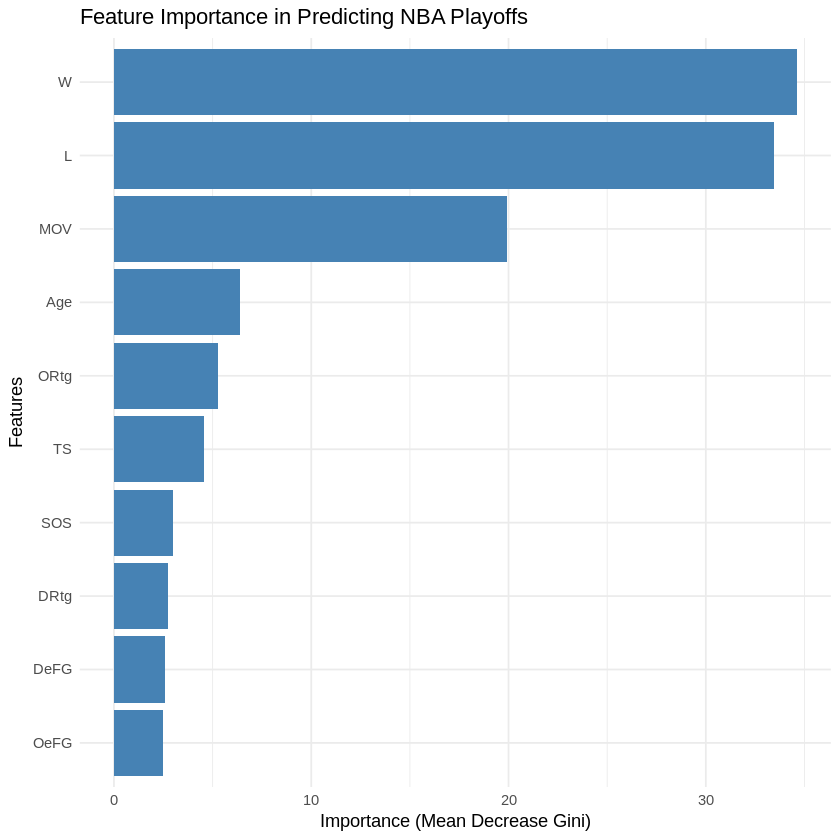 Feature Importance in Predicting NBA Playoffs
W
L
MOV
Age
ORtg
TS
SOS
DRtg
DeFG
OeFG
Features
0 10 20 30
Importance (Mean Decrease Gini)